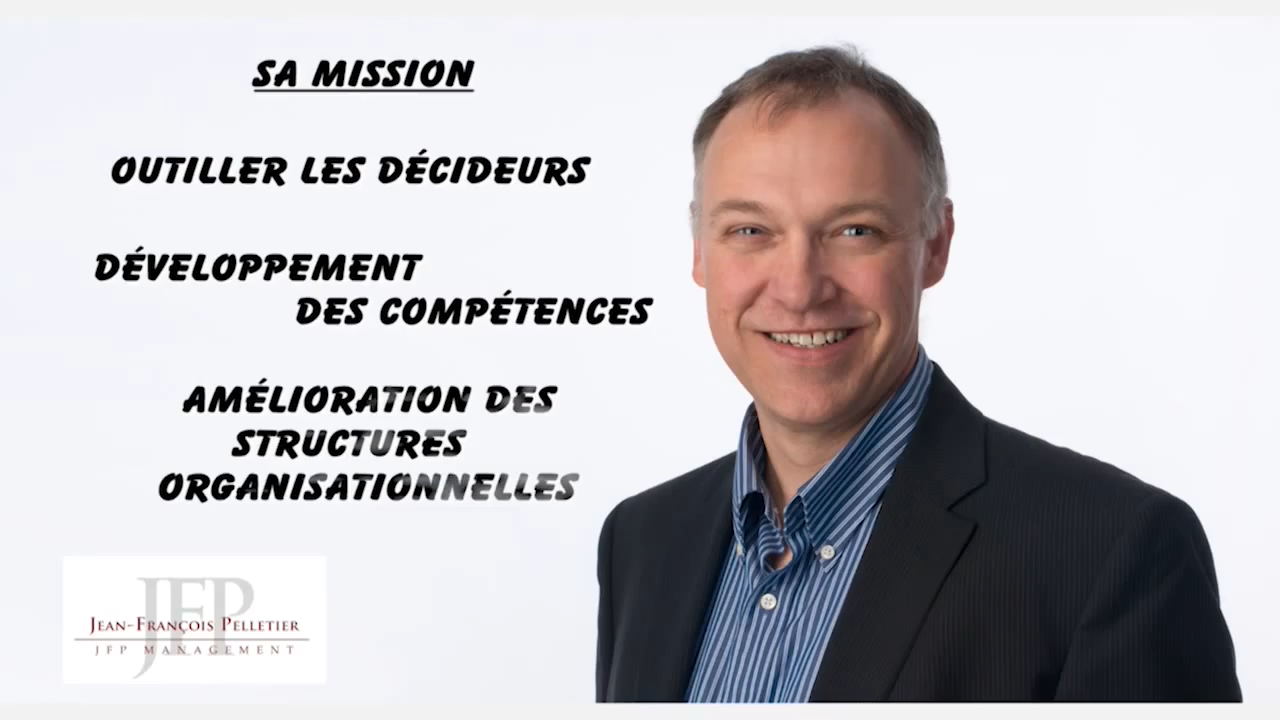 SA MISSION
OUTILLER LES DÉCIDEURS
DÉVELOPPEMENT
DES COMPÉTENCES
AMÉLIORATION DES
STRUCTURES
ORGANISATIONNELLES
JFP
JEAN-FRANÇOIS PELLETIER
JFP MANAGEMENT